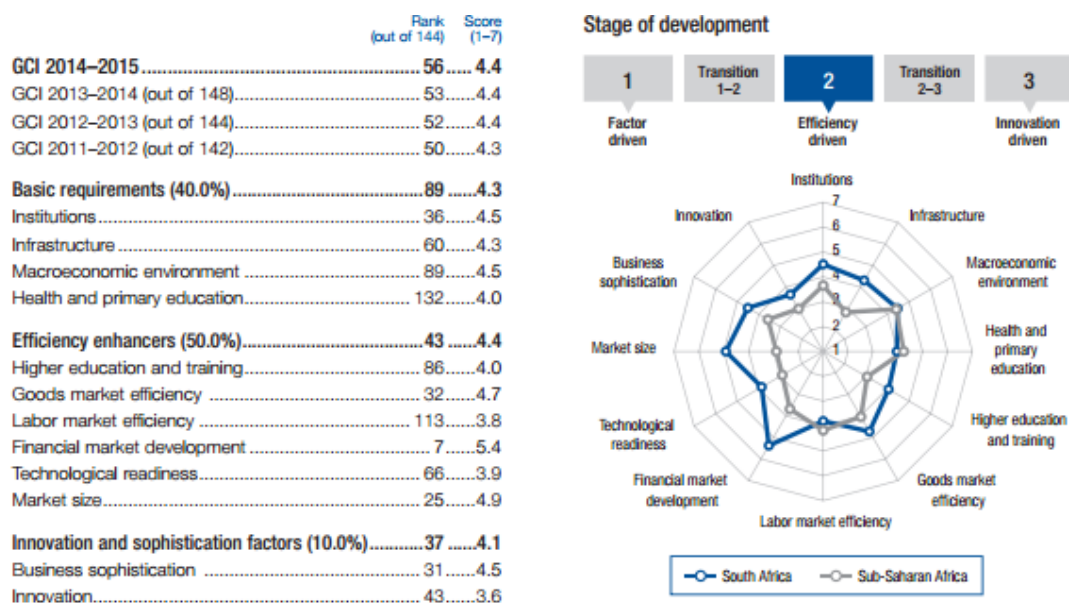 Rank Score
(out of 144) (1–7)
GCI 2014–2015 56 4.4
GCI 2013–2014 (out of 148) 53 4.4
GCI 2012–2013 (out of 144) 52 4.4
GCI 2011–2012 (out of 142) 50 4.3
Basic requirements (40.0%) 89 4.3
Institutions 36 4.5
Infrastructure 60 4.3
Macroeconomic environment 89 4.5
Health and primary education 132 4.0
Efficiency enhancers (50.0%) 43 4.4
Higher education and training 86 4.0
Goods market efficiency 32 4.7
Labor market efficiency 113 3.8
Financial market development 7 5.4
Technological readiness 66 3.9
Market size 25 4.9
Innovation and sophistication factors (10.0%) 37 4.1
Business sophistication 31 4.5
Innovation 43 3.6
Stage of development
1
Transition
1–2
2
Transition
2–3
3
Factor
driven
Efficiency
driven
Innovation
driven
Institutions
Infrastructure
Macroeconomic
environment
Health and
primary
education
Higher education
and training
Goods market
efficiency
Labor market efficiency
Financial market
development
Technological
readiness
Market size
Business
sophistication
Innovation
7
6
5
4
3
2
1
South Africa
Sub-Saharan Africa